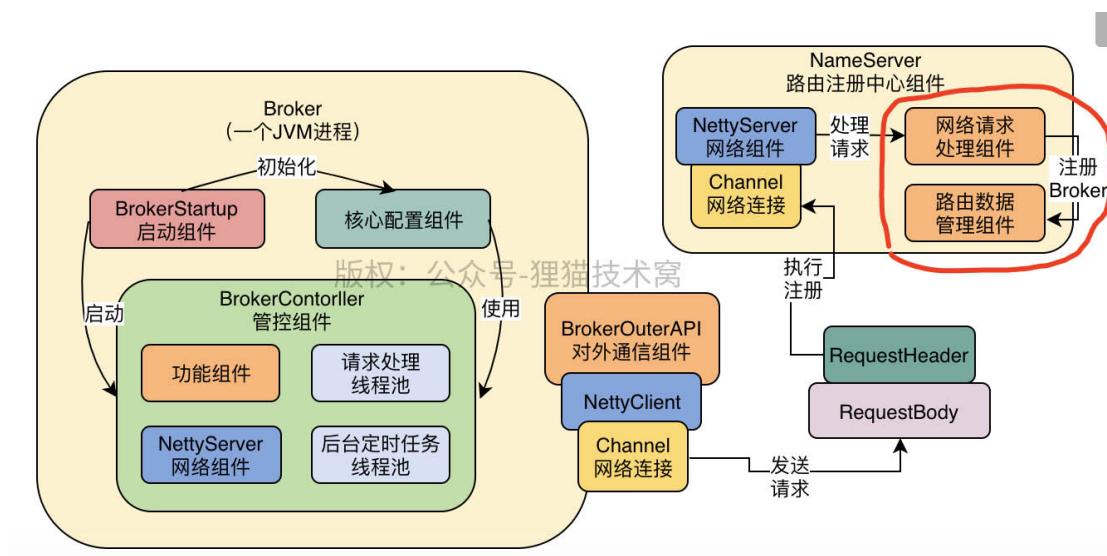 Broker
（一个JVM进程）
初始化
BrokerStartup
启动组件
核心配置组件
启动
使用
BrokerContorller
管控组件
功能组件
请求处理
线程池
NettyServer
网络组件
后台定时任务
线程池
版权：公众号-狸猫技术窝
BrokerOuterAPI
对外通信组件
NettyClient
Channel
网络连接
发送
请求
RequestHeader
RequestBody
执行
注册
NameServer
路由注册中心组件
NettyServer
网络组件
Channel
网络连接
处理
请求
网络请求
处理组件
注册
Broker
路由数据
管理组件